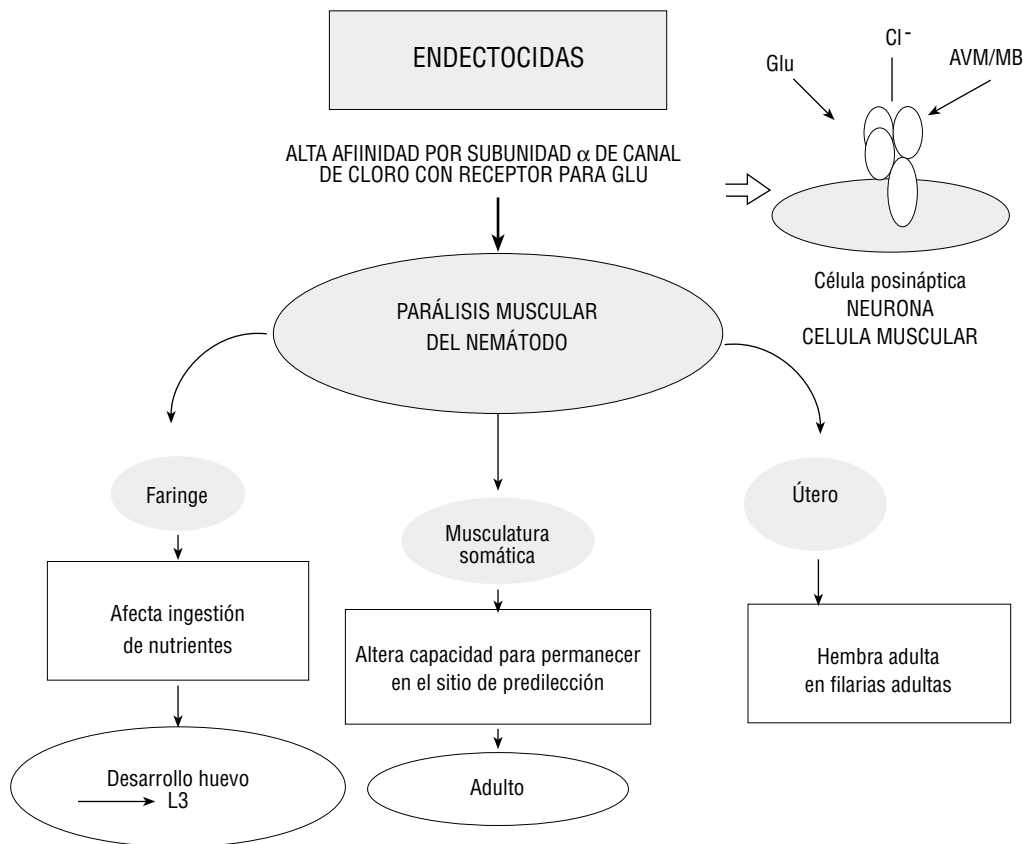 ENDECTOCIDAS
Cl-
Glu
AVM/MB
ALTA AFIINIDAD POR SUBUNIDAD α DE CANAL
DE CLORO CON RECEPTOR PARA GLU
Célula posináptica
NEURONA
CELULA MUSCULAR
PARÁLISIS MUSCULAR
DEL NEMÁTODO
Faringe
Musculatura
somática
Útero
Afecta ingestión
de nutrientes
Altera capacidad para permanecer
en el sitio de predilección
Hembra adulta
en filarias adultas
Desarrollo huevo
L3
Adulto